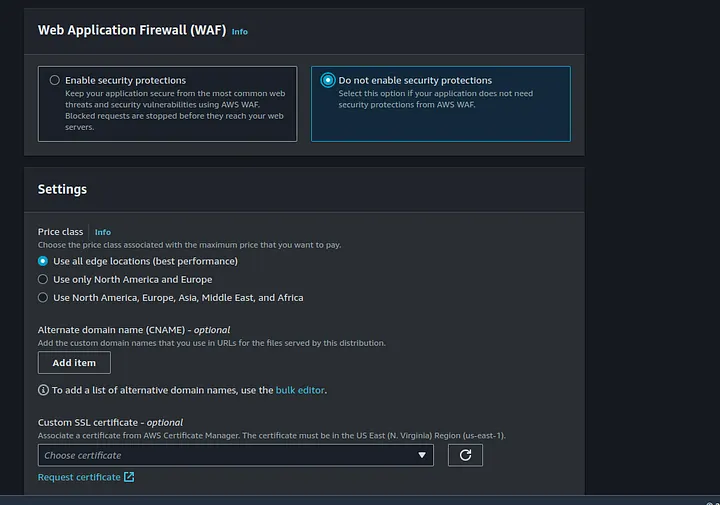 Web Application Firewall (WAF) Info
Enable security protections
Keep your application secure from the most common web
threats and security vulnerabilities using AWS WAF.
Blocked requests are stopped before they reach your web
servers.
Do not enable security protections
Select this option if your application does not need
security protections from AWS WAF.
Settings
Price class Info
Choose the price class associated with the maximum price that you want to pay.
Use all edge locations (best performance)
Use only North America and Europe
Use North America, Europe, Asia, Middle East, and Africa
Alternate domain name (CNAME) - optional
Add the custom domain names that you use in URLs for the files served by this distribution.
Add item
To add a list of alternative domain names, use the bulk editor.
Custom SSL certificate - optional
Associate a certificate from AWS Certificate Manager. The certificate must be in the US East (N. Virginia) Region (us-east-1).
Choose certificate
Request certificate